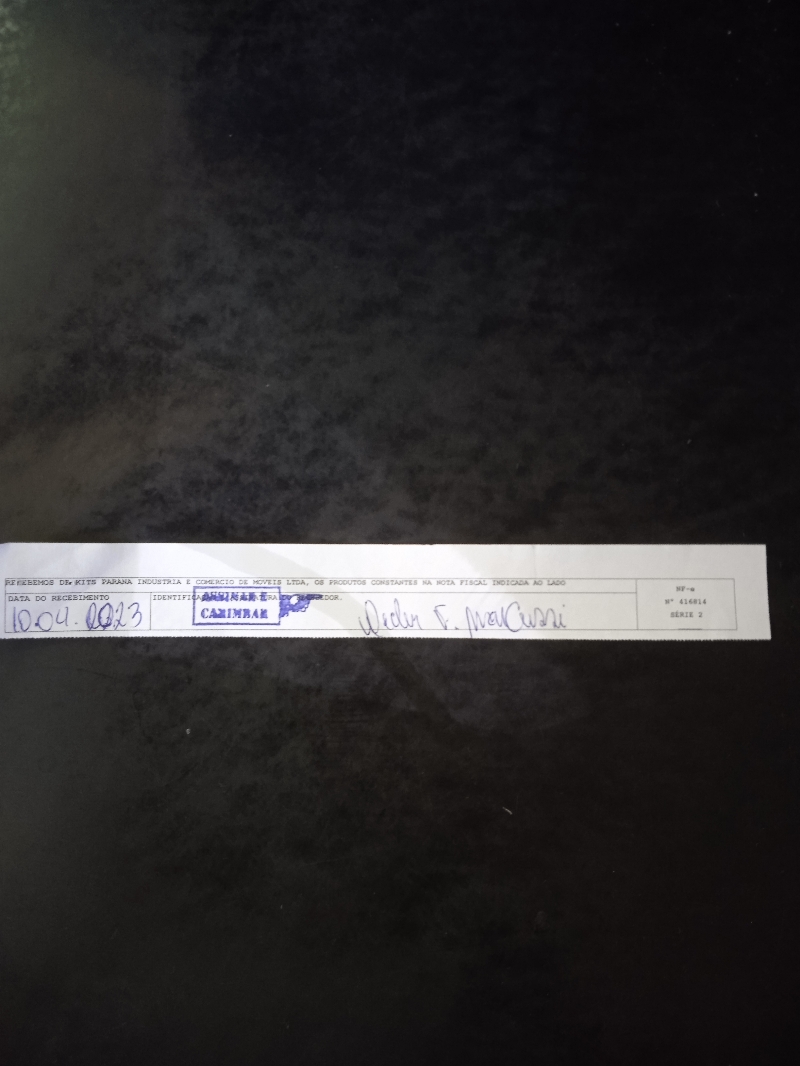 RECEBEMOS DE KITS PARANA INDUSTRIA E COMERCIO DE MOVEIS LTDA, OS PRODUTOS CONSTANTES NA NOTA FISCAL INDICADA AO LADO
NF-e
Nº 416814
SÉRIE 2
DATA DO RECEBIMENTO
10.04.2023
ASSINAR E
CARIMBAR